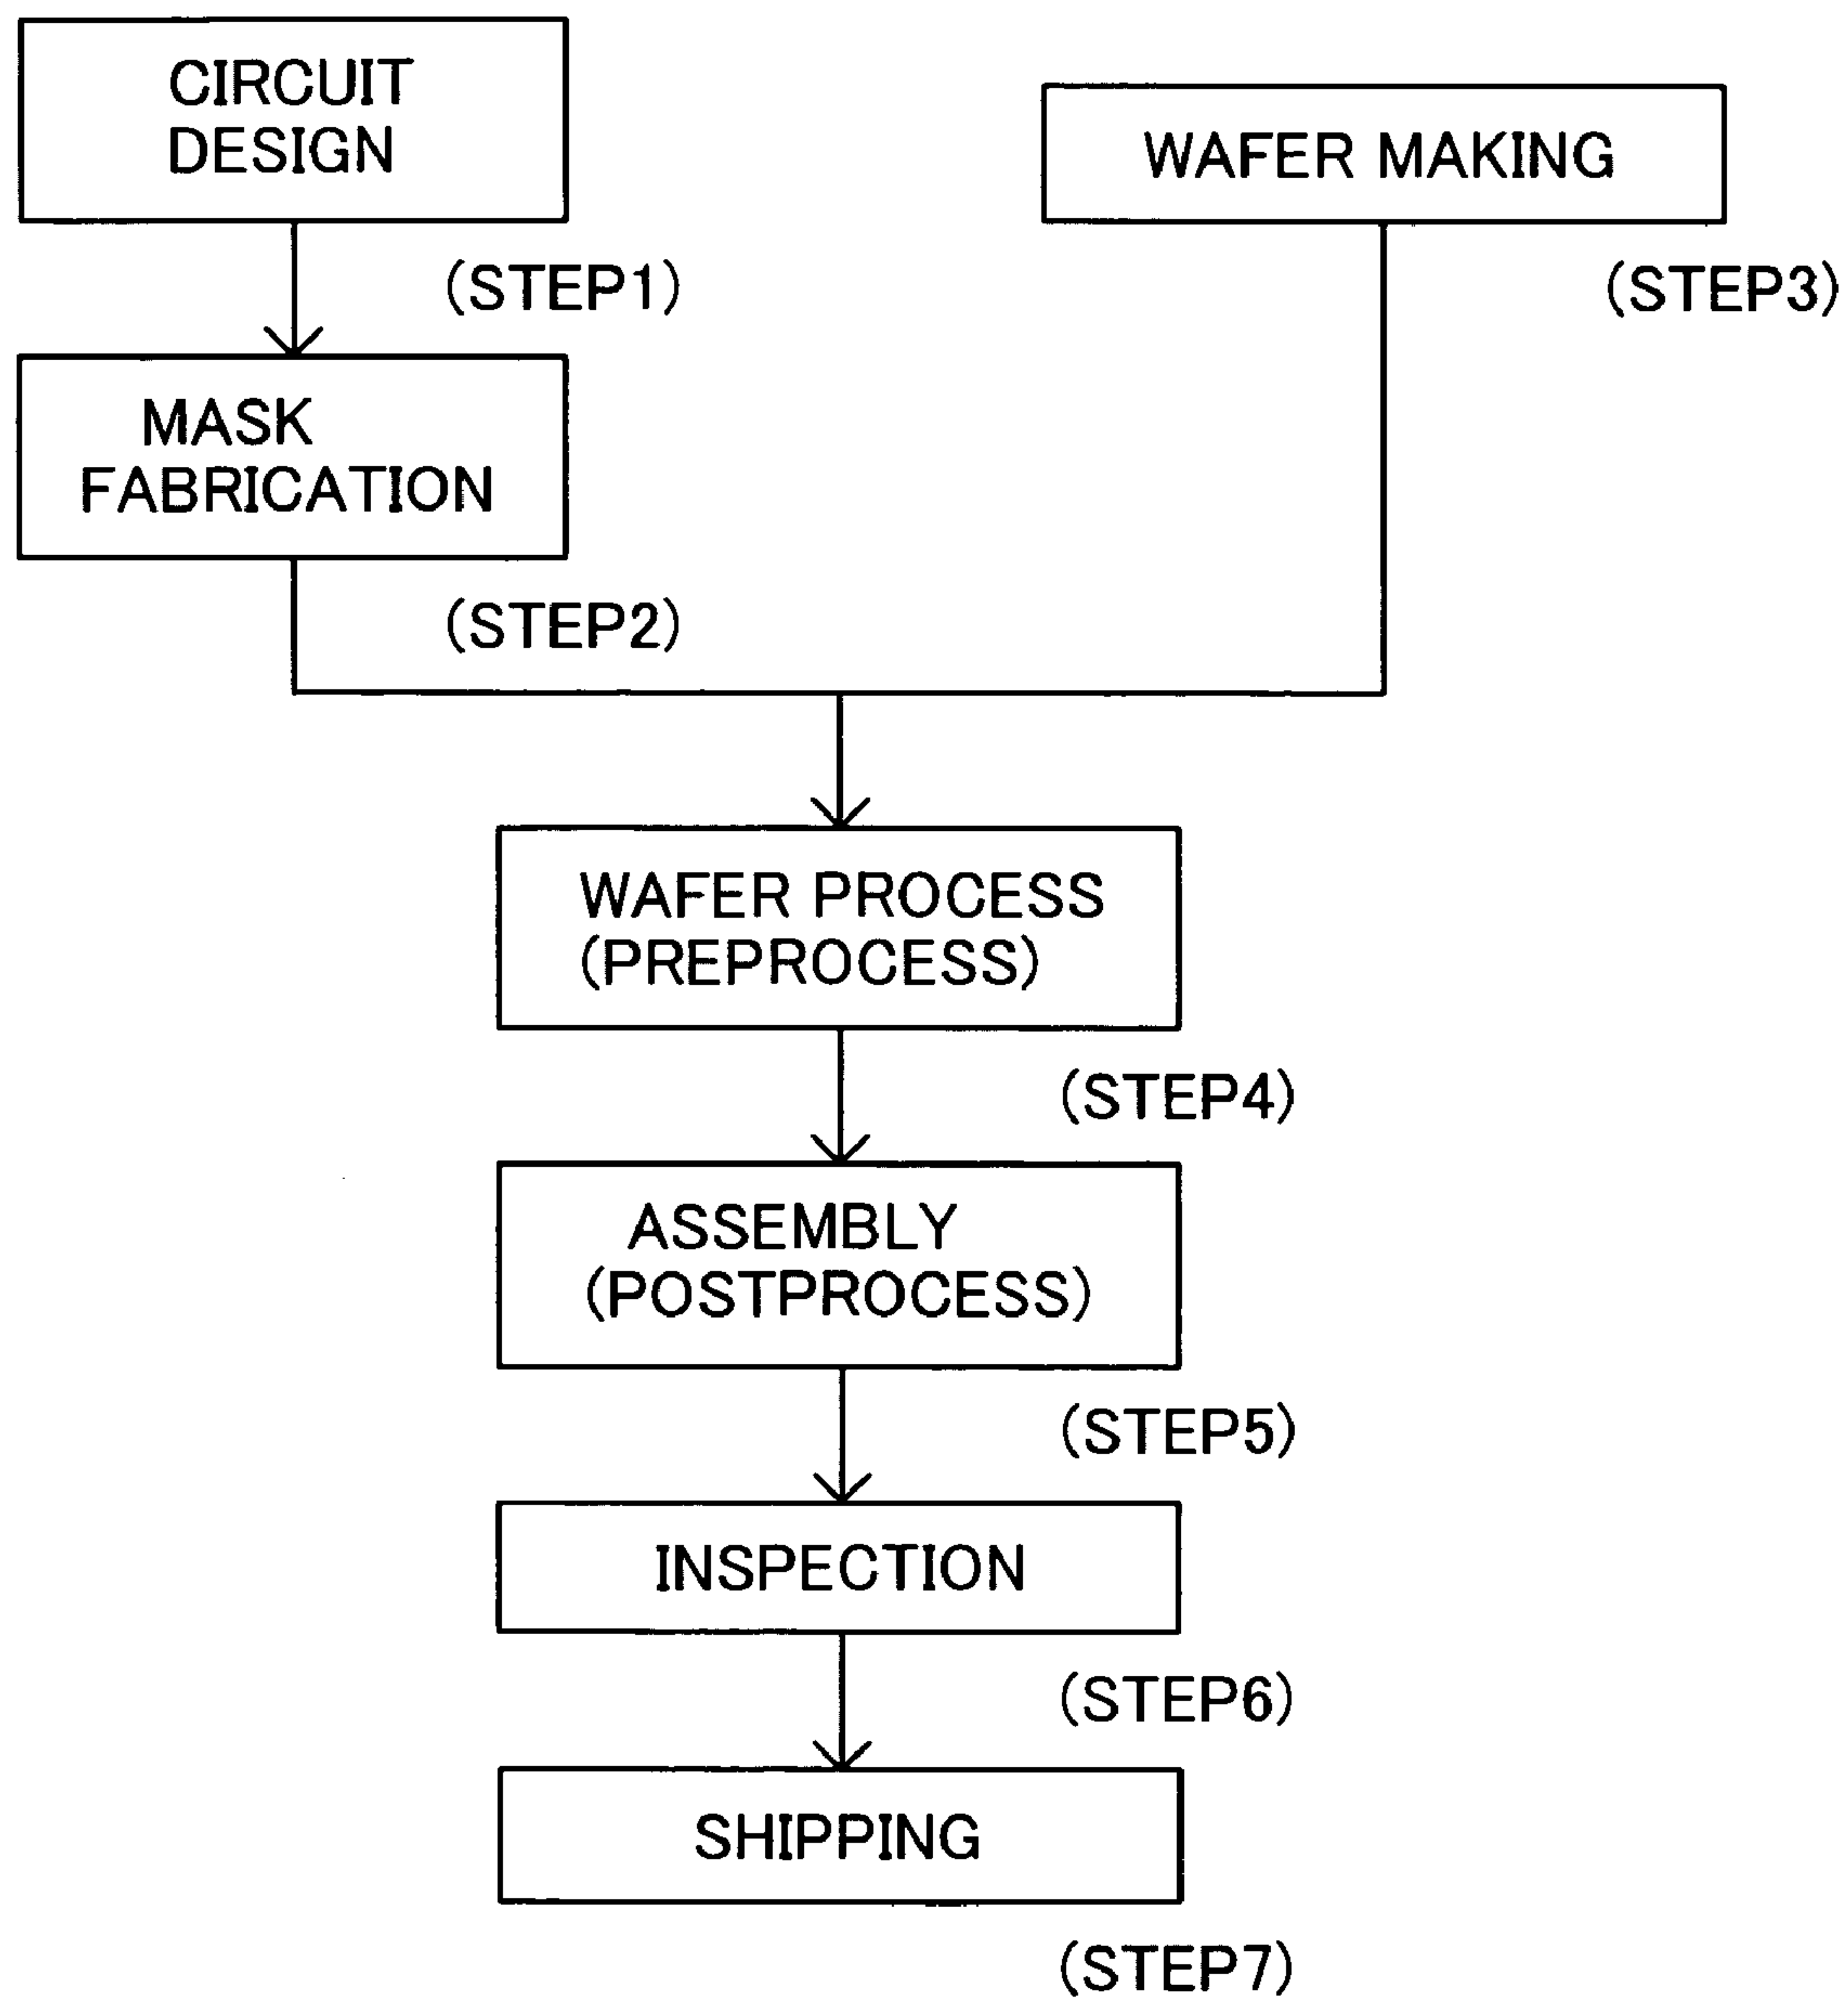 CIRCUIT
DESIGN
(STEP1)
MASK
FABRICATION
(STEP2)
WAFER MAKING
(STEP3)
WAFER PROCESS
(PREPROCESS)
(STEP4)
ASSEMBLY
(POSTPROCESS)
(STEP5)
INSPECTION
(STEP6)
SHIPPING
(STEP7)